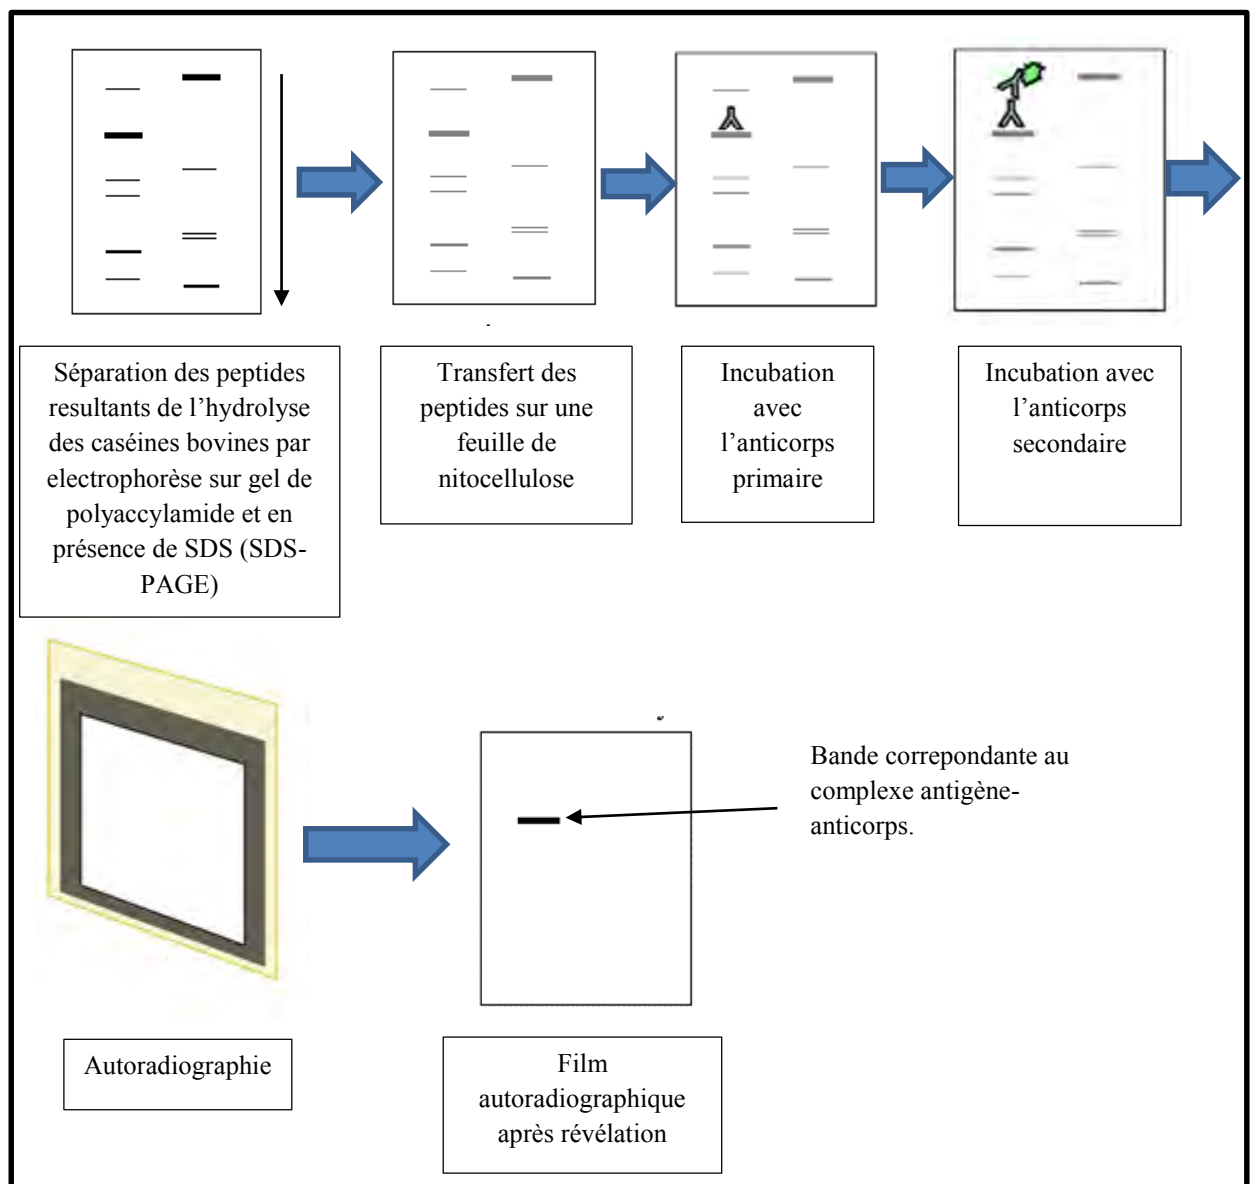 Séparation des peptides
resultants de l'hydrolyse
des caséines bovines par
electrophorèse sur gel de
polyaccylamide et en
présence de SDS (SDS-
PAGE)
Transfert des
peptides sur une
feuille de
nitocellulose
Incubation
avec
l'anticorps
primaire
Incubation avec
l'anticorps
secondaire
Bande correpondante au
complexe antigène-
anticorps.
Autoradiographie
Film
autoradiographique
après révélation